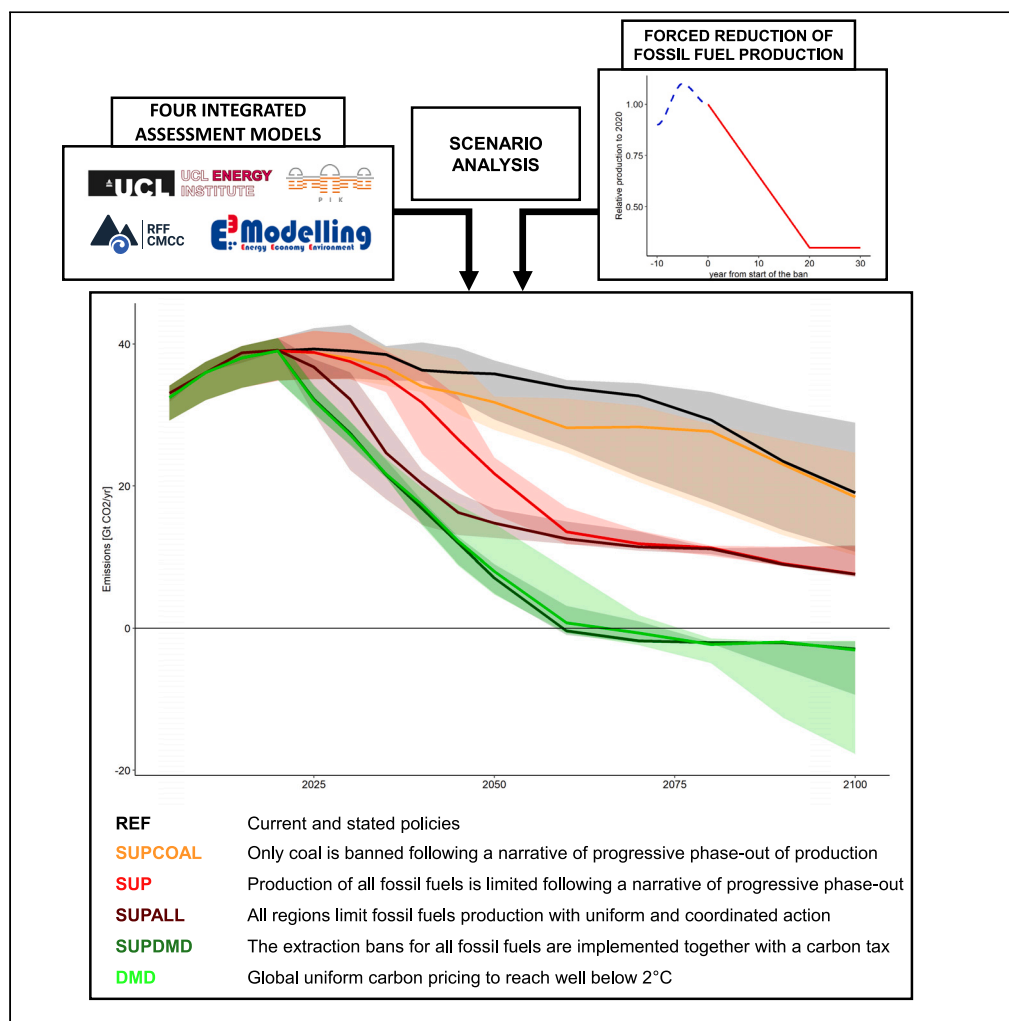 FORCED REDUCTION OF
FOSSIL FUEL PRODUCTION
FOUR INTEGRATED
ASSESSMENT MODELS
SCENARIO
ANALYSIS
UCL
UCL ENERGY
INSTITUTE
P I K
RFF
CMCC
E3 Modelling
Energy Economy Environment
Relative production to 2020
1.00
0.75
0.50
-10
0
10
20
30
year from start of the ban
Emissions [Gt CO2/yr]
40
20
0
-20
2025
2050
2075
2100
REF Current and stated policies
SUPCOAL Only coal is banned following a narrative of progressive phase-out of production
SUP Production of all fossil fuels is limited following a narrative of progressive phase-out
SUPALL All regions limit fossil fuels production with uniform and coordinated action
SUPDMD The extraction bans for all fossil fuels are implemented together with a carbon tax
DMD Global uniform carbon pricing to reach well below 2°C